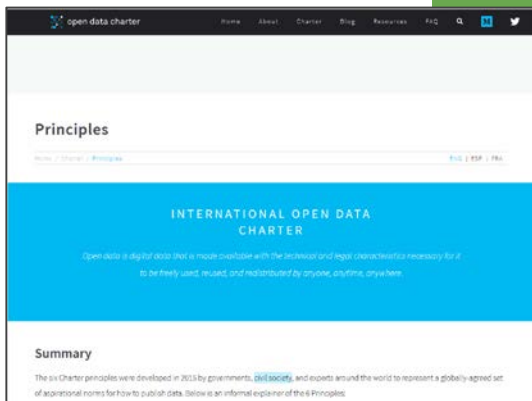 open data charter Home About Charter Blog Resources FAQ M
Principles
Home / Charter / Principles ENG | ESP | FRA
INTERNATIONAL OPEN DATA
CHARTER
Open data is digital data that is made available with the technical and legal characteristics necessary for it
to be freely used, reused, and redistributed by anyone, anytime, anywhere.
Summary
The six Charter principles were developed in 2015 by governments, civil society, and experts around the world to represent a globally-agreed set
of aspirational norms for how to publish data. Below is an informal explainer of the 6 Principles: